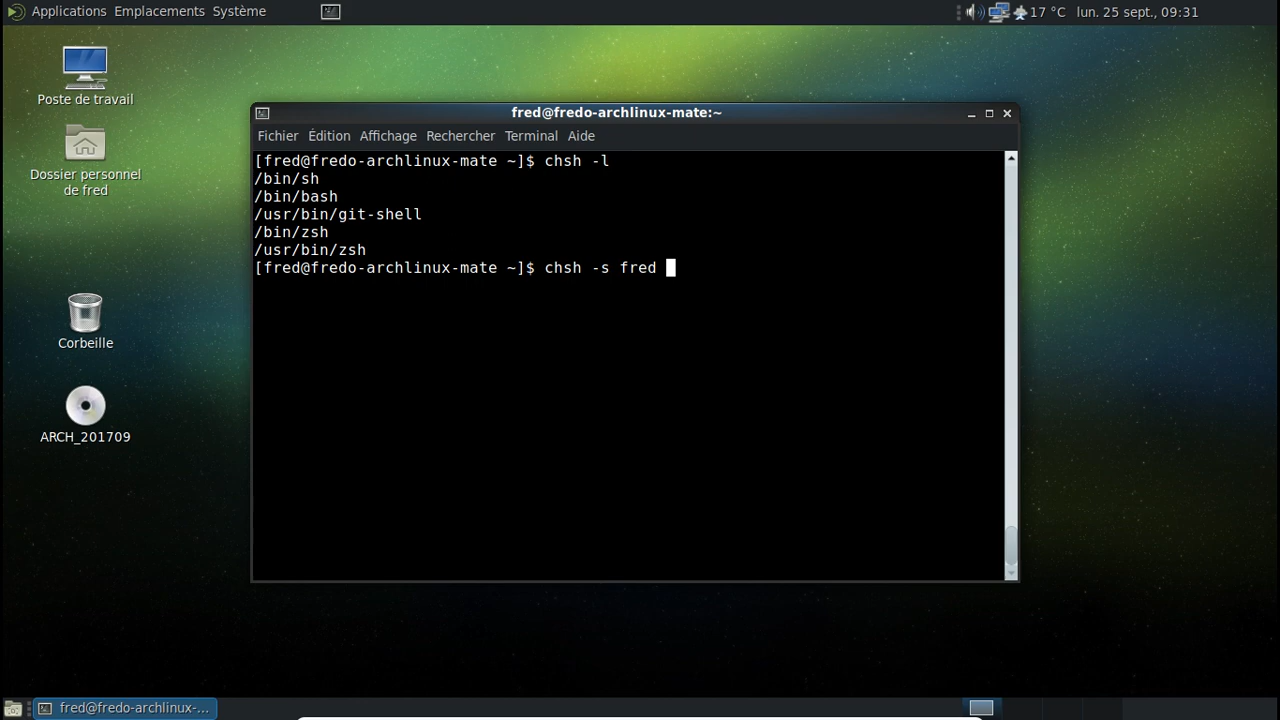 Applications Emplacements Système
17 °C lun. 25 sept., 09:31
Poste de travail
Dossier personnel
de fred
Corbeille
ARCH_201709
fred@fredo-archlinux-mate:~
Fichier Édition Affichage Rechercher Terminal Aide
[fred@fredo-archlinux-mate ~]$ chsh -l
/bin/sh
/bin/bash
/usr/bin/git-shell
/bin/zsh
/usr/bin/zsh
[fred@fredo-archlinux-mate ~]$ chsh -s fred
fred@fredo-archlinux-...